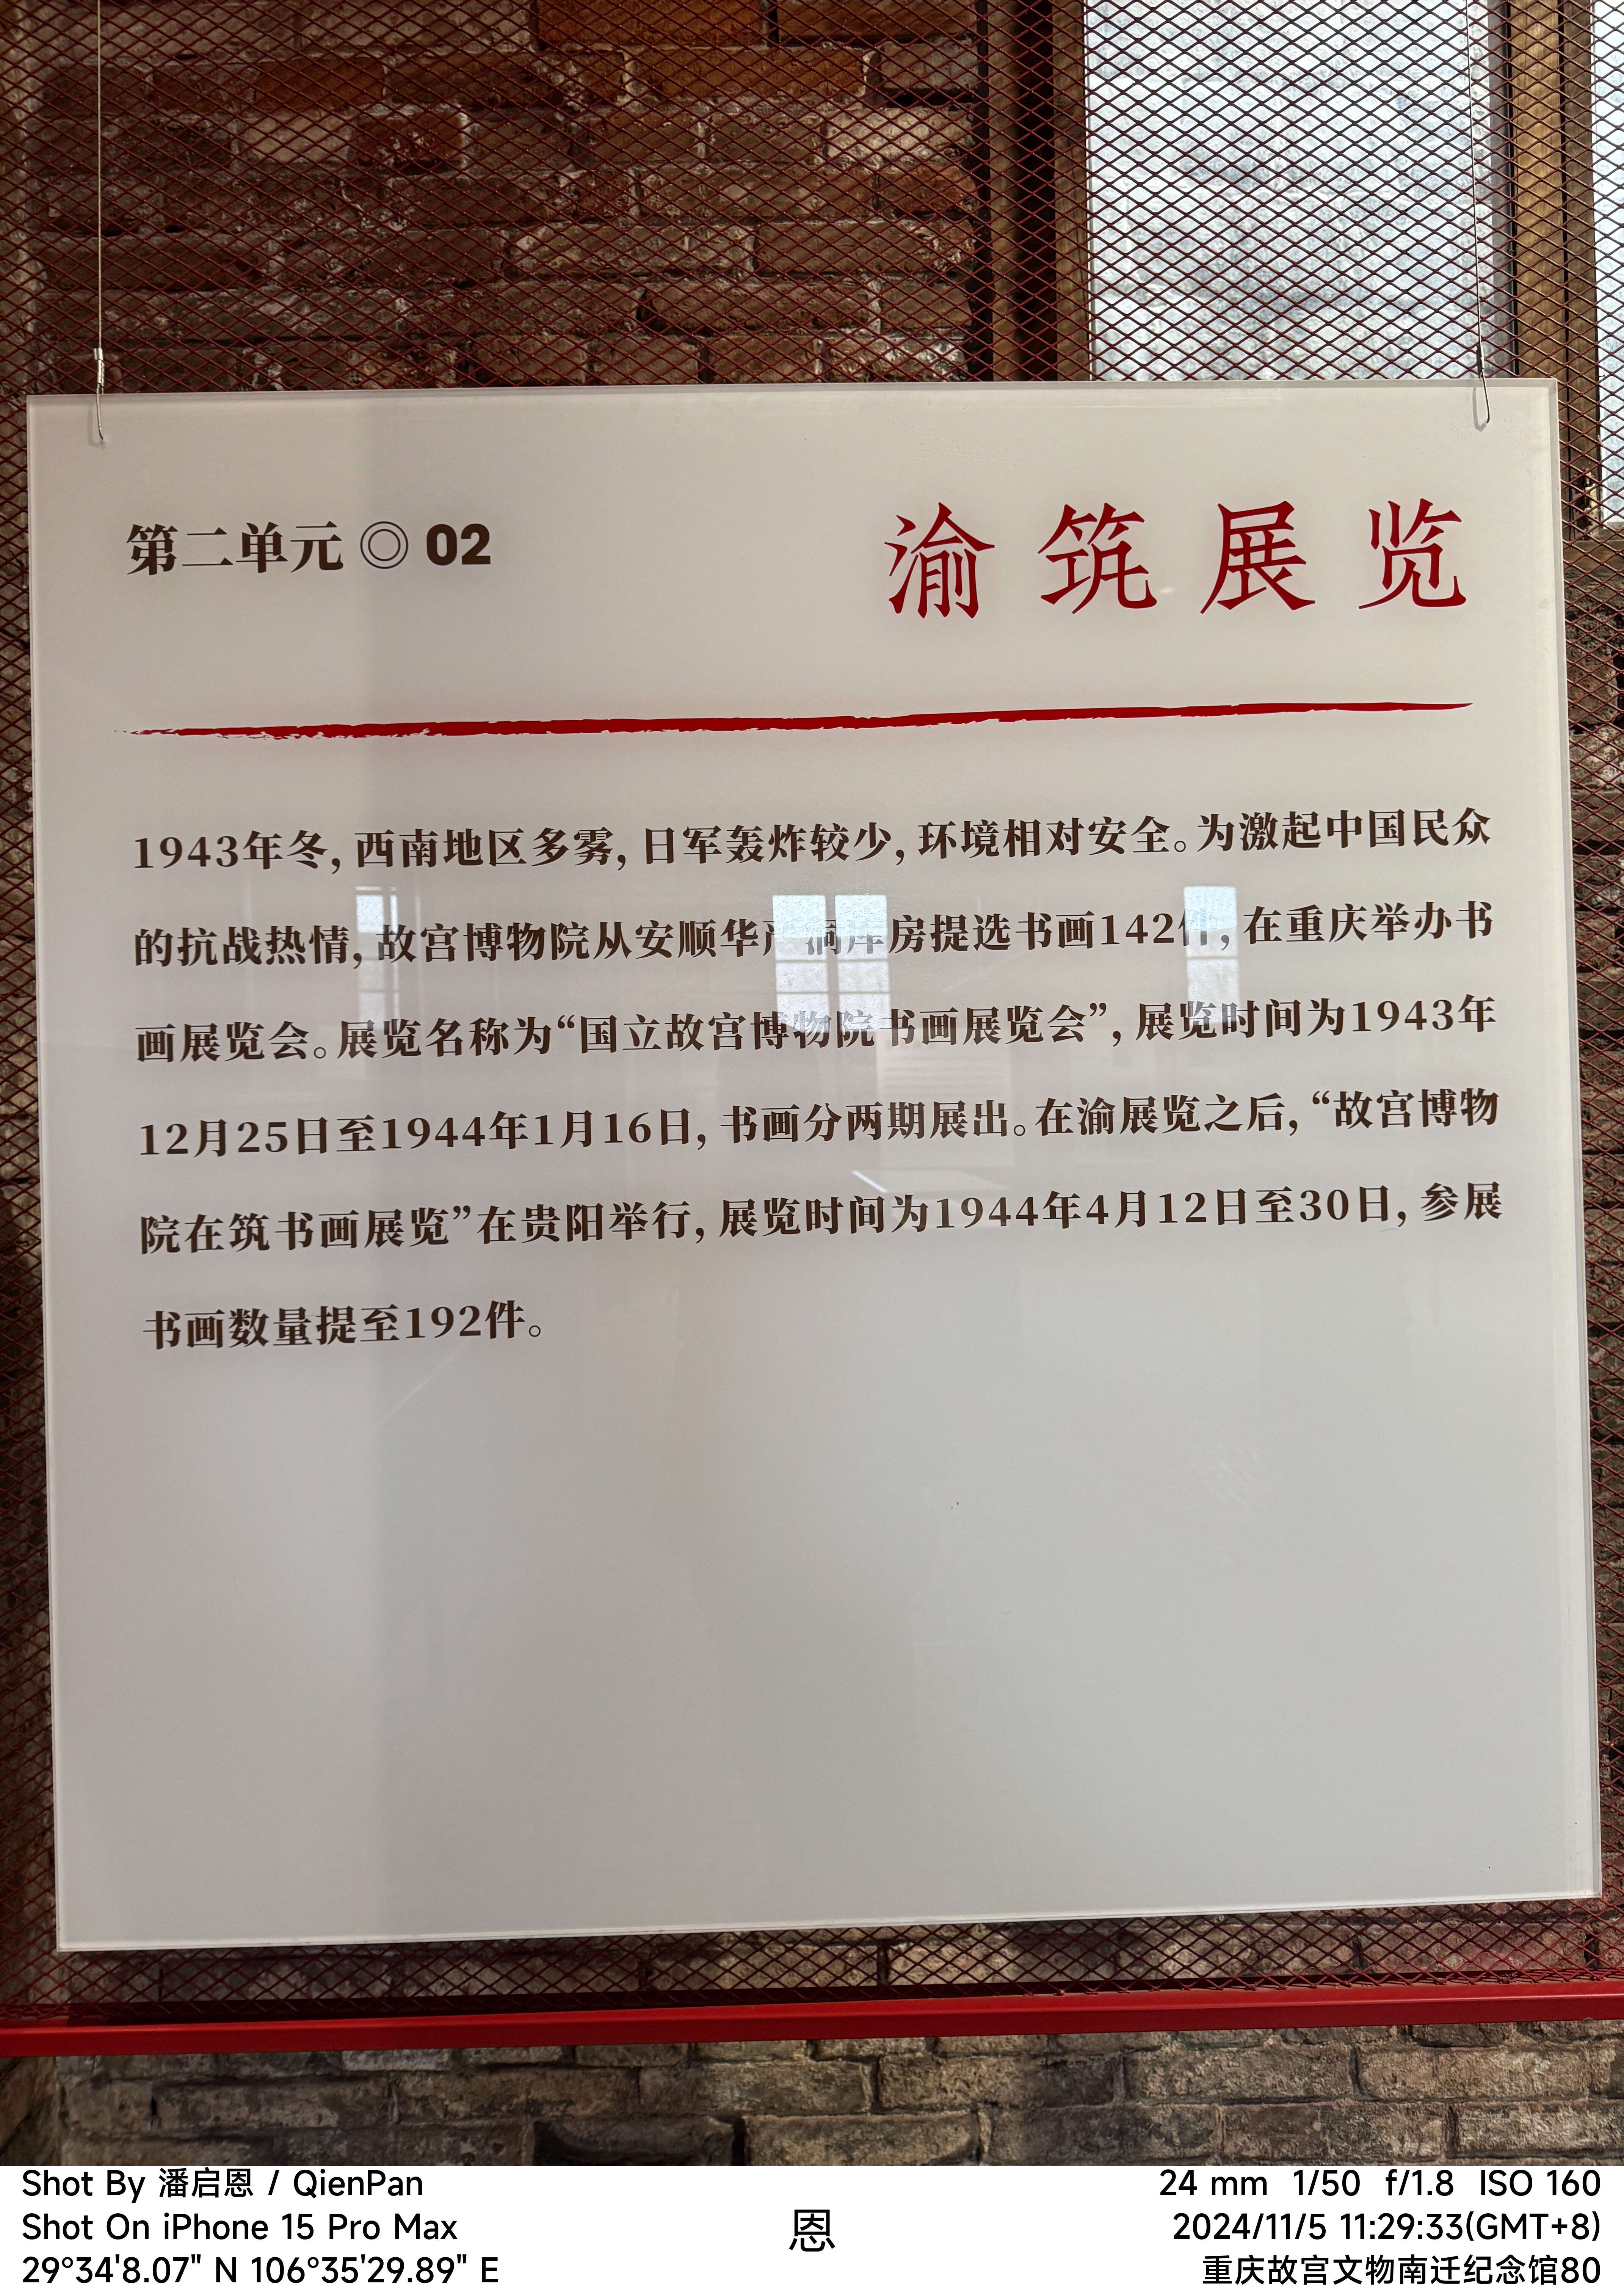 第二单元 ◎ 02
渝筑展览
1943年冬，西南地区多雾，日军轰炸较少，环境相对安全。为激起中国民众
的抗战热情，故宫博物院从安顺华严洞库房提选书画142件，在重庆举办书
画展览会。展览名称为“国立故宫博物院书画展览会”，展览时间为1943年
12月25日至1944年1月16日，书画分两期展出。在渝展览之后，“故宫博物
院在筑书画展览”在贵阳举行，展览时间为1944年4月12日至30日，参展
书画数量提至192件。
Shot By 潘启恩 / QienPan
Shot On iPhone 15 Pro Max
29°34'8.07" N 106°35'29.89" E
恩
24 mm 1/50 f/1.8 ISO 160
2024/11/5 11:29:33(GMT+8)
重庆故宫文物南迁纪念馆80